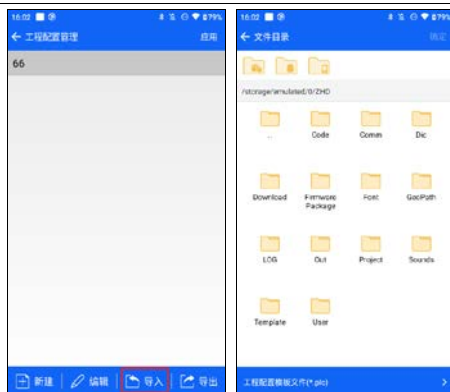 16:02
79%
工程配置管理
应用
66
新建
编辑
导入
导出
16:02
79%
文件目录
确定
/storage/emulated/0/ZHD
..
Code
Comm
Dic
Download
Firmware
Package
Font
GeoPath
LOG
Out
Project
Sounds
Template
User
工程配置模板文件(*.plc)